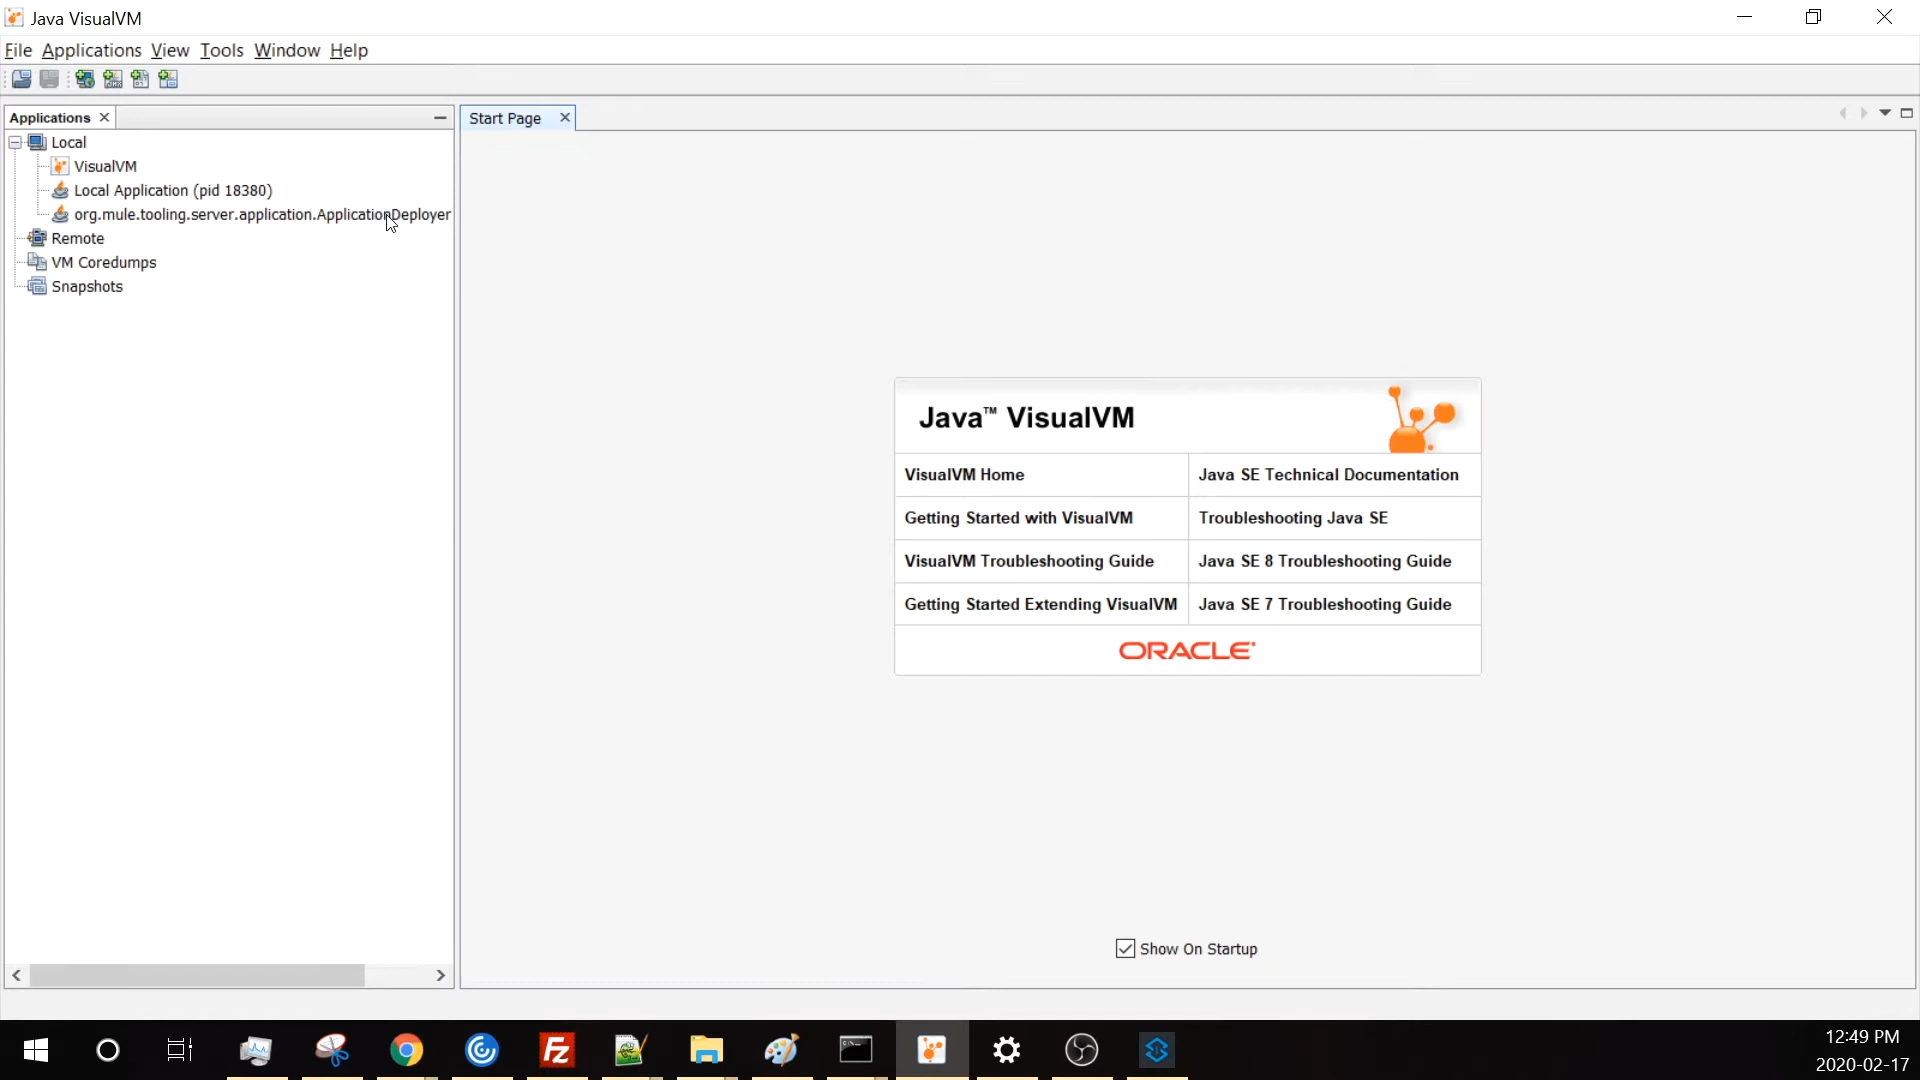 Java VisualVM
File Applications View Tools Window Help
Applications
Start Page
Local
VisualVM
Local Application (pid 18380)
org.mule.tooling.server.application.ApplicationDeployer
Remote
VM Coredumps
Snapshots
Java™ VisualVM
VisualVM Home
Java SE Technical Documentation
Getting Started with VisualVM
Troubleshooting Java SE
VisualVM Troubleshooting Guide
Java SE 8 Troubleshooting Guide
Getting Started Extending VisualVM
Java SE 7 Troubleshooting Guide
ORACLE
Show On Startup
Fz
12:49 PM
2020-02-17